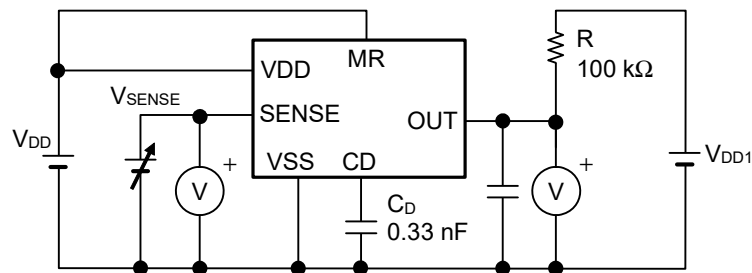 MR
R
100 kΩ
VDD
VSENSE
SENSE
OUT
VDD
VSS
CD
VDD1
+
V
+
V
CD
0.33 nF